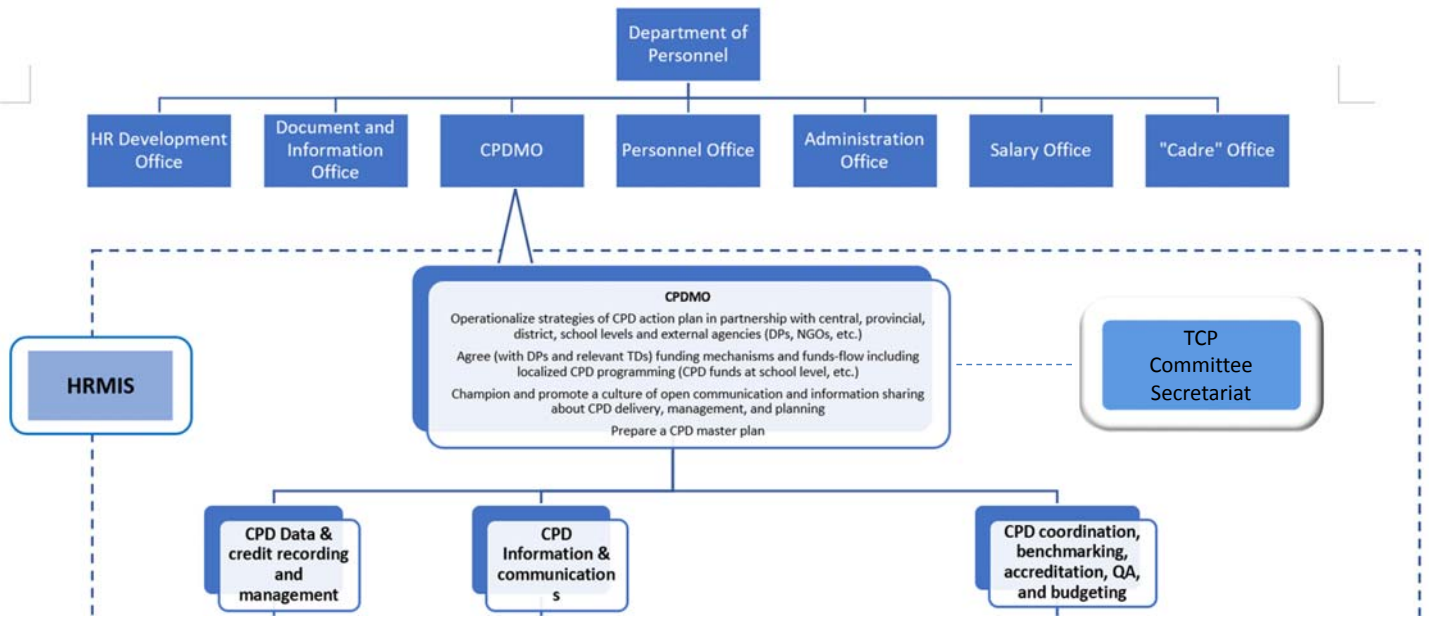 Department of
Personnel
HR Development
Office
Document and
Information
Office
CPDMO
Personnel Office
Administration
Office
Salary Office
"Cadre" Office
CPDMO
Operationalize strategies of CPD action plan in partnership with central, provincial,
district, school levels and external agencies (DPs, NGOs, etc.)
Agree (with DPs and relevant TDs) funding mechanisms and funds-flow including
localized CPD programming (CPD funds at school level, etc.)
Champion and promote a culture of open communication and information sharing
about CPD delivery, management, and planning
Prepare a CPD master plan
HRMIS
TCP
Committee
Secretariat
CPD Data &
credit recording
and
management
CPD
Information &
communication
s
CPD coordination,
benchmarking,
accreditation, QA,
and budgeting